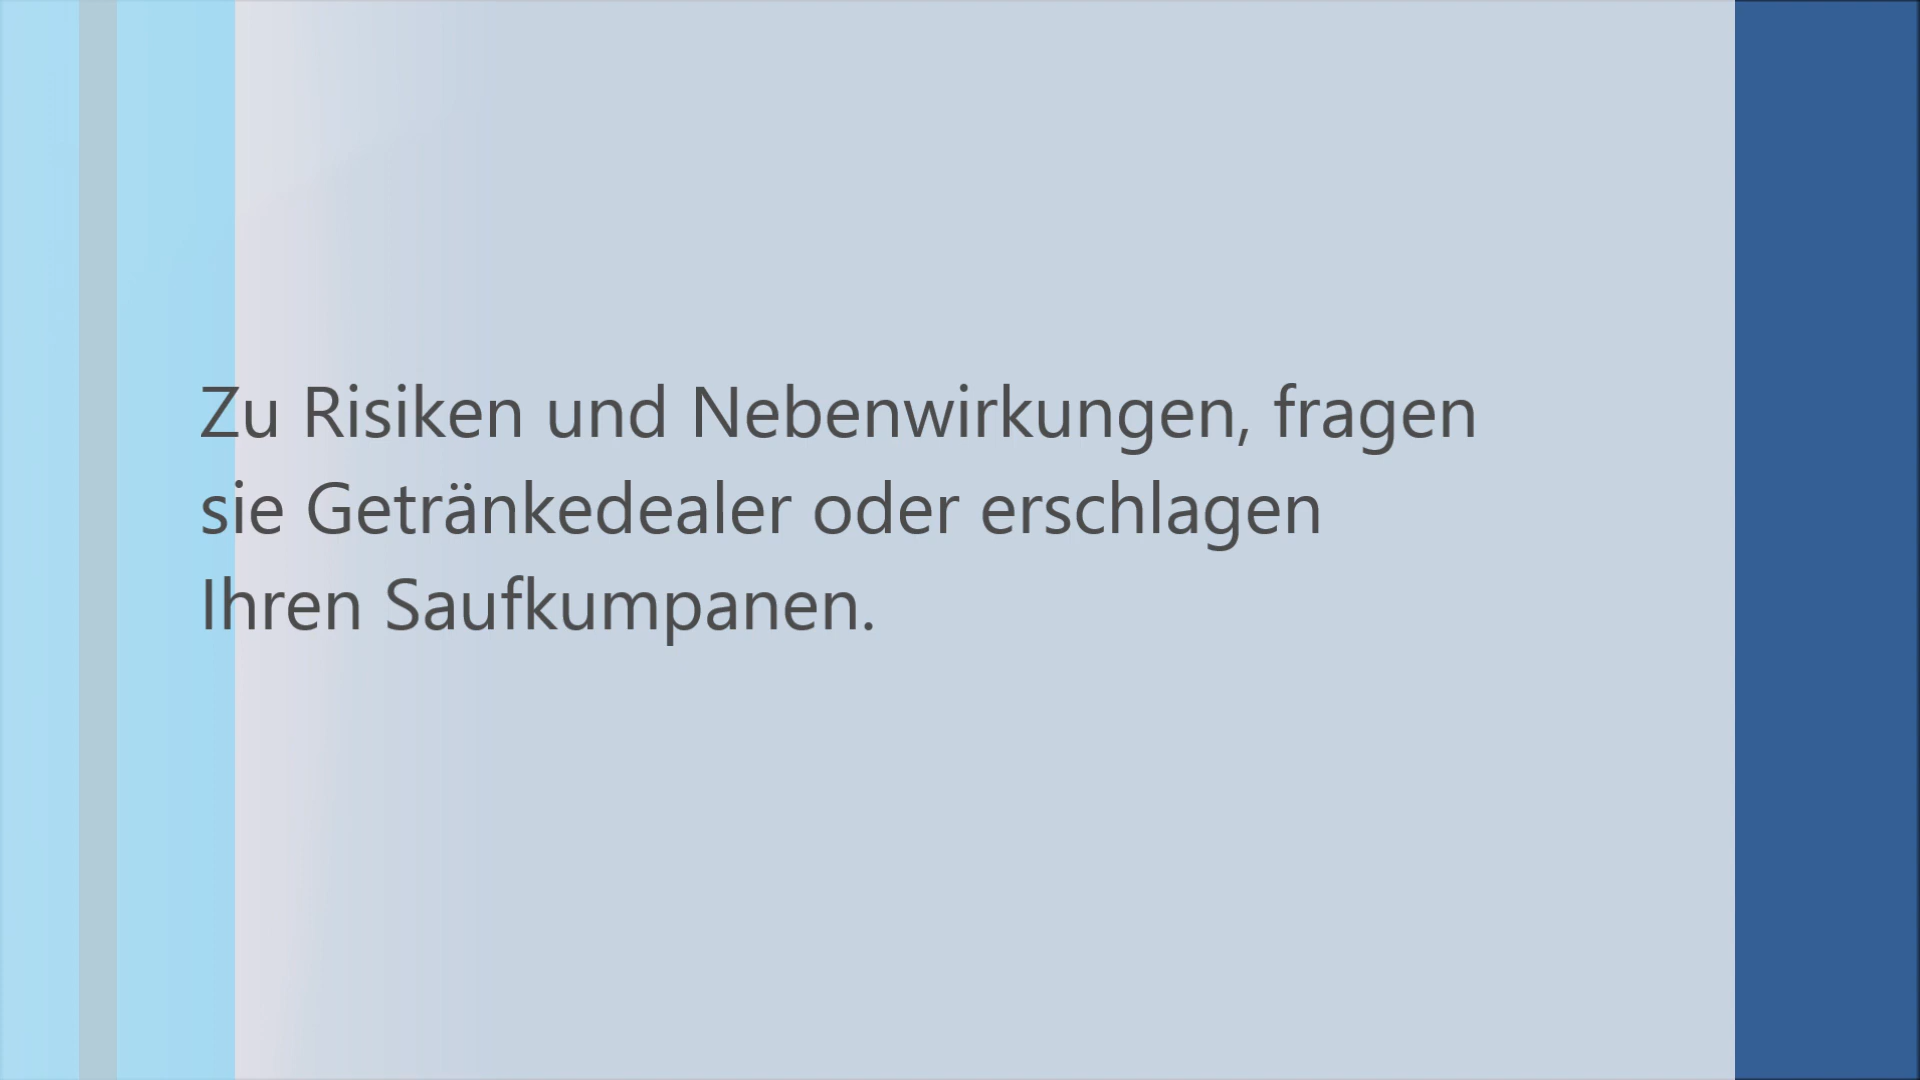 Zu Risiken und Nebenwirkungen, fragen
sie Getränkedealer oder erschlagen
Ihren Saufkumpanen.